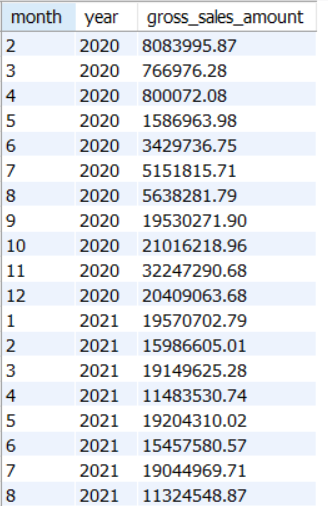 month year gross_sales_amount
2 2020 8083995.87
3 2020 766976.28
4 2020 800072.08
5 2020 1586963.98
6 2020 3429736.75
7 2020 5151815.71
8 2020 5638281.79
9 2020 19530271.90
10 2020 21016218.96
11 2020 32247290.68
12 2020 20409063.68
1 2021 19570702.79
2 2021 15986605.01
3 2021 19149625.28
4 2021 11483530.74
5 2021 19204310.02
6 2021 15457580.57
7 2021 19044969.71
8 2021 11324548.87